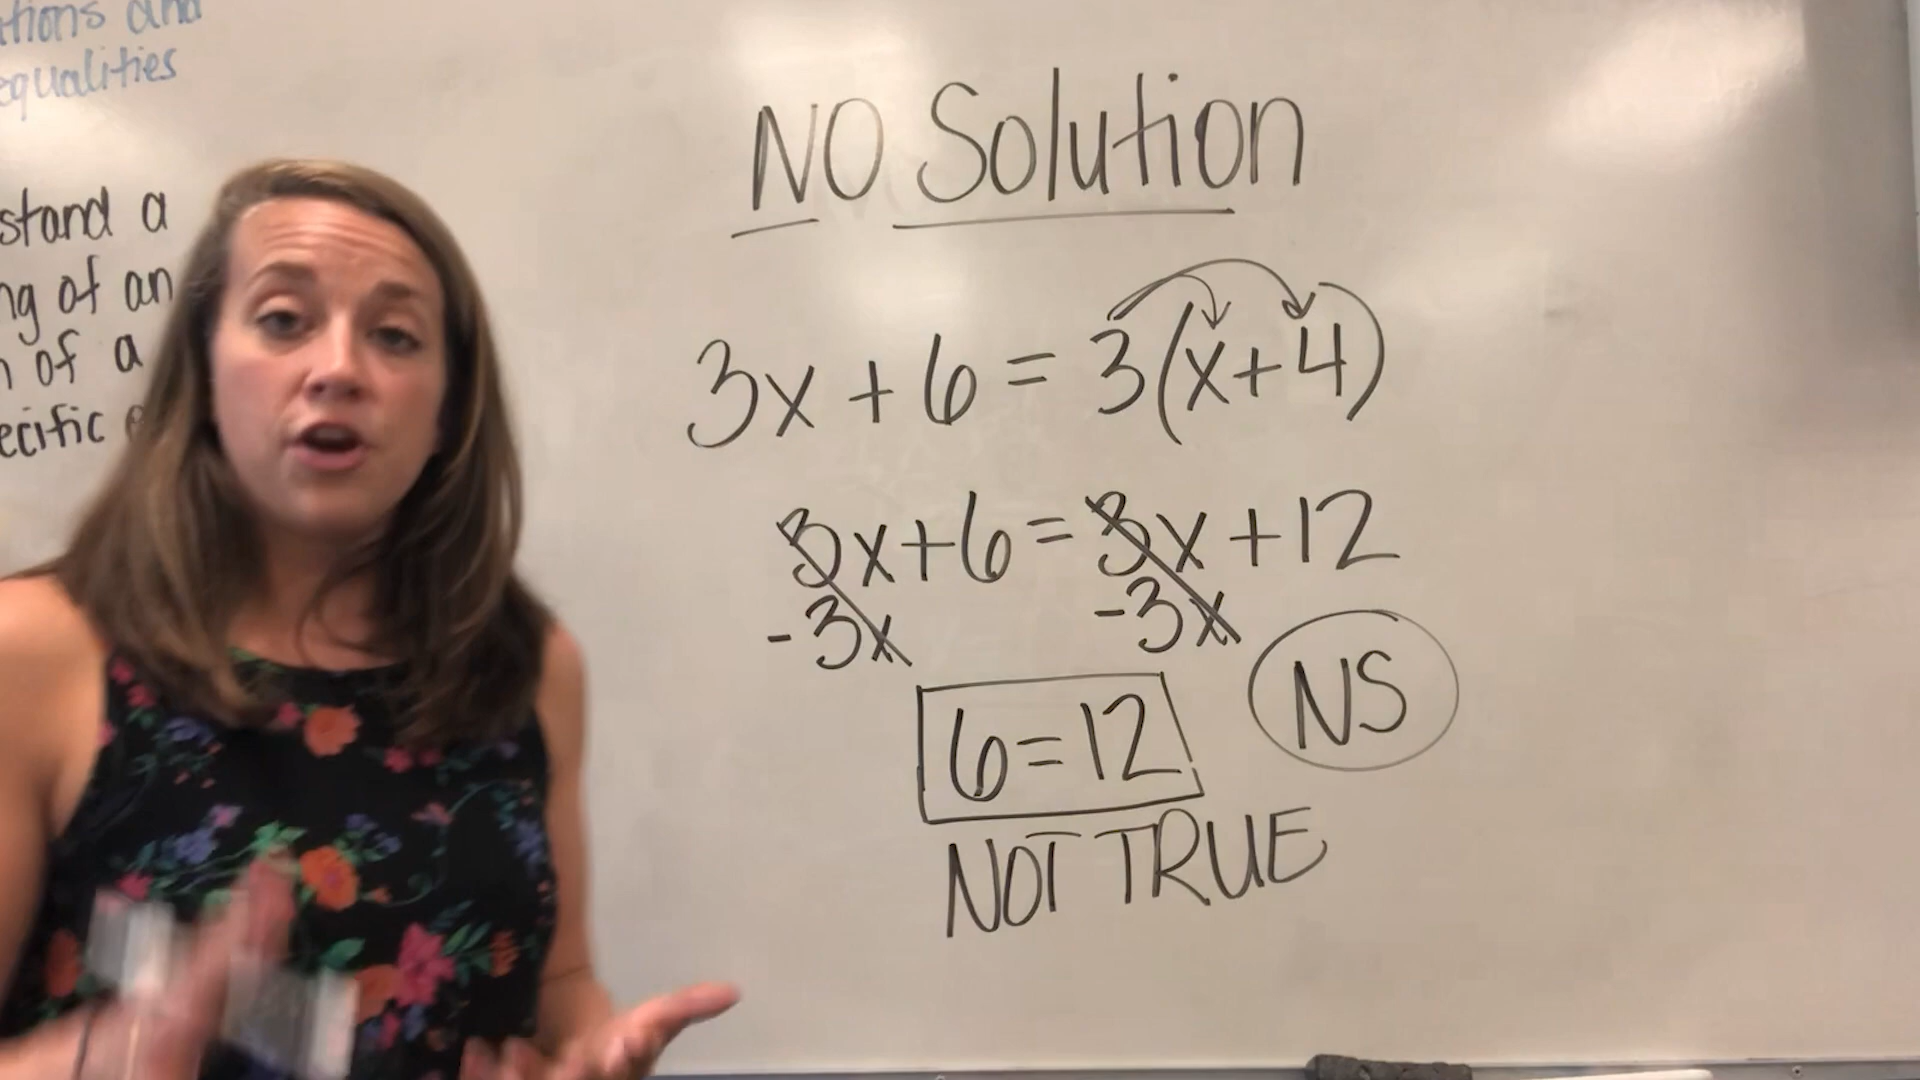 tions and
equalities
stand a
ng of an
n of a
ecific
NO Solution
3x + 6 = 3(x+4)
3x+6=3x+12
-3x -3x
6=12 NS
NOT TRUE